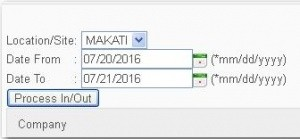 Location/Site: MAKATI
Date From : 07/20/2016 (*mm/dd/yyyy)
Date To : 07/21/2016 (*mm/dd/yyyy)
Process In/Out
Company